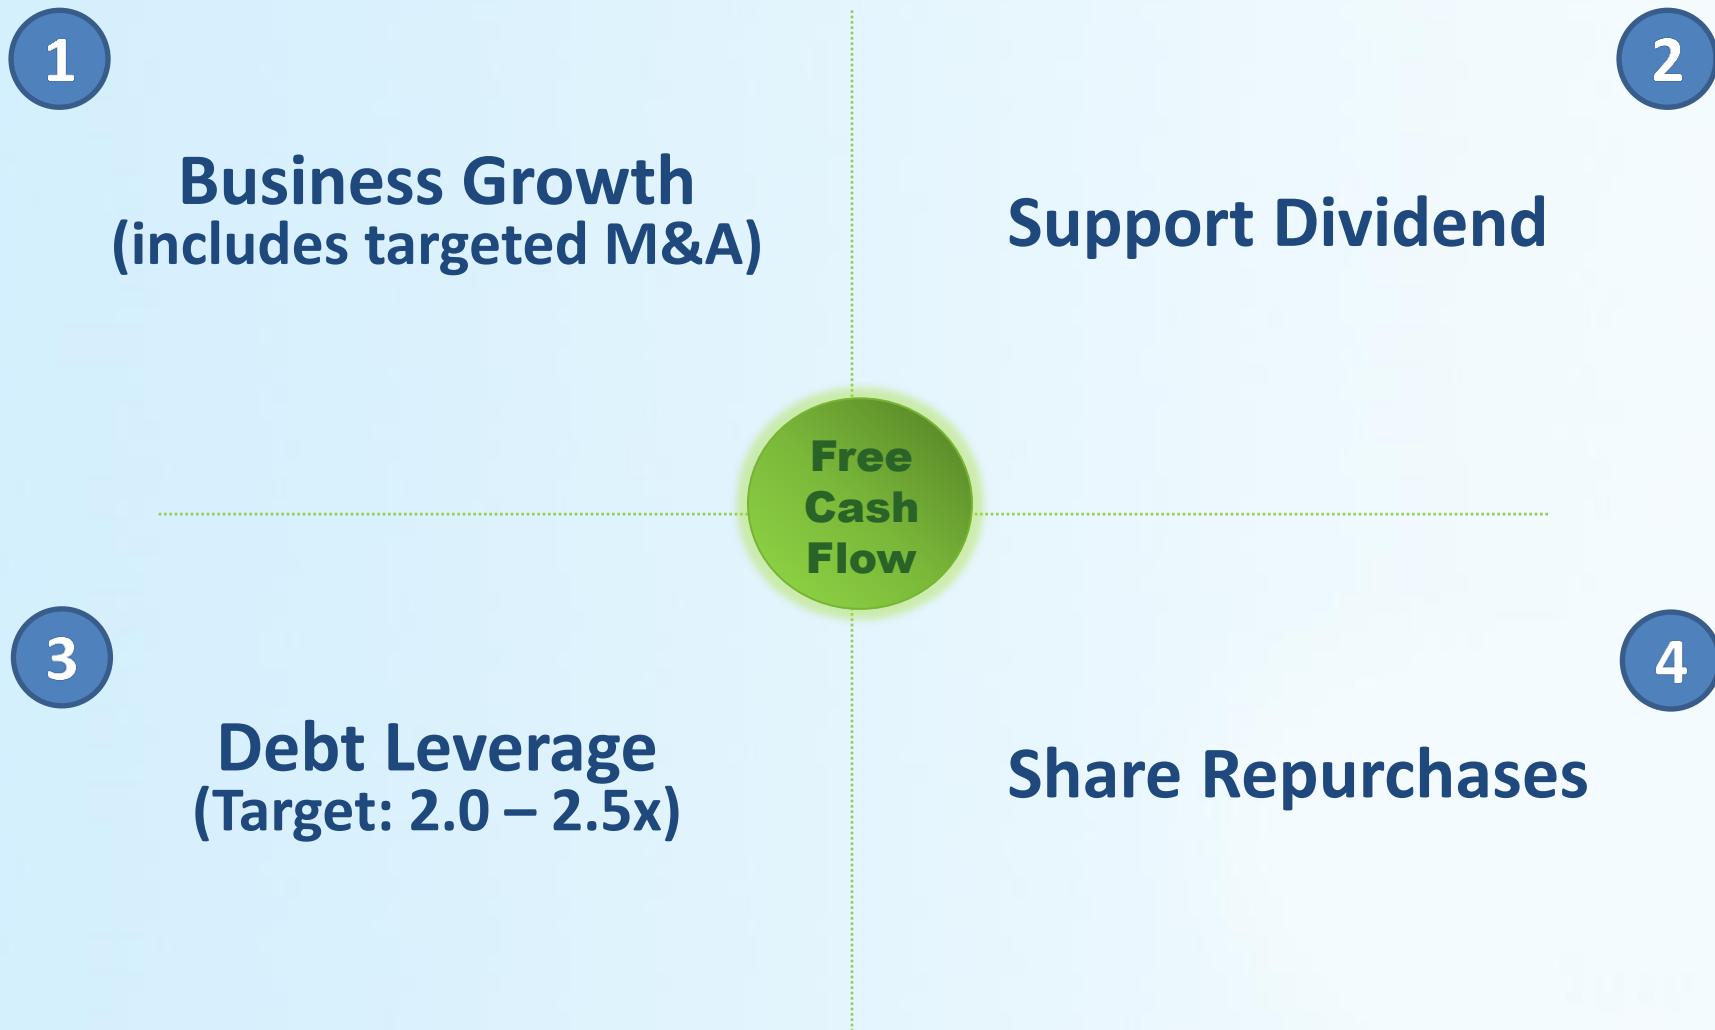 1
Business Growth
(includes targeted M&A)
2
Support Dividend
Free
Cash
Flow
3
Debt Leverage
(Target: 2.0 – 2.5x)
4
Share Repurchases